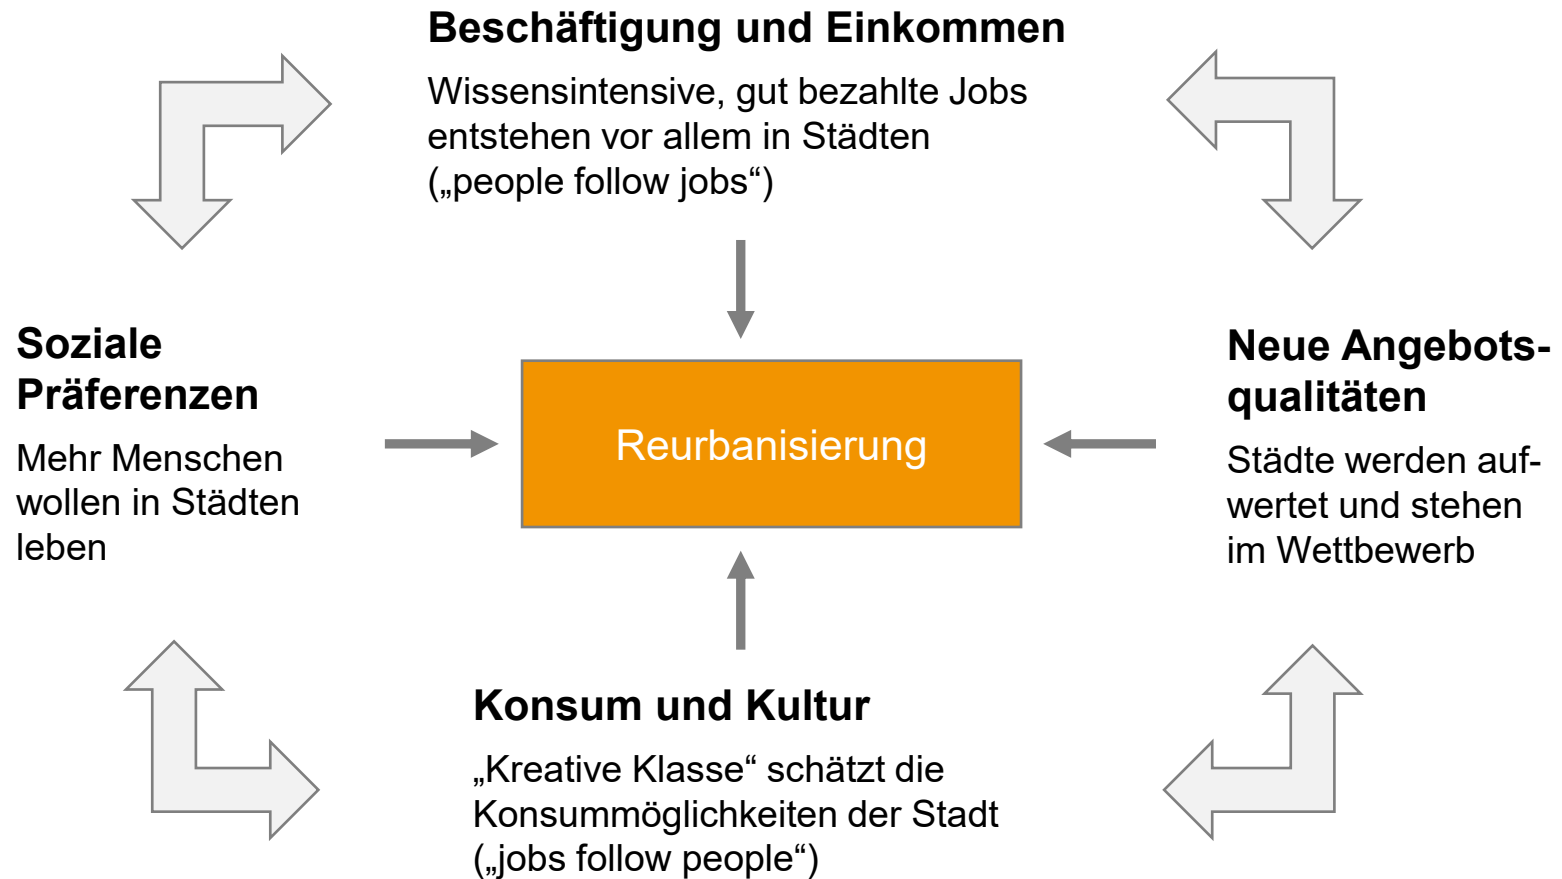 Beschäftigung und Einkommen
Wissensintensive, gut bezahlte Jobs
entstehen vor allem in Städten
(„people follow jobs“)
Soziale
Präferenzen
Mehr Menschen
wollen in Städten
leben
Reurbanisierung
Neue Angebots-
qualitäten
Städte werden auf-
wertet und stehen
im Wettbewerb
Konsum und Kultur
„Kreative Klasse“ schätzt die
Konsummöglichkeiten der Stadt
(„jobs follow people“)